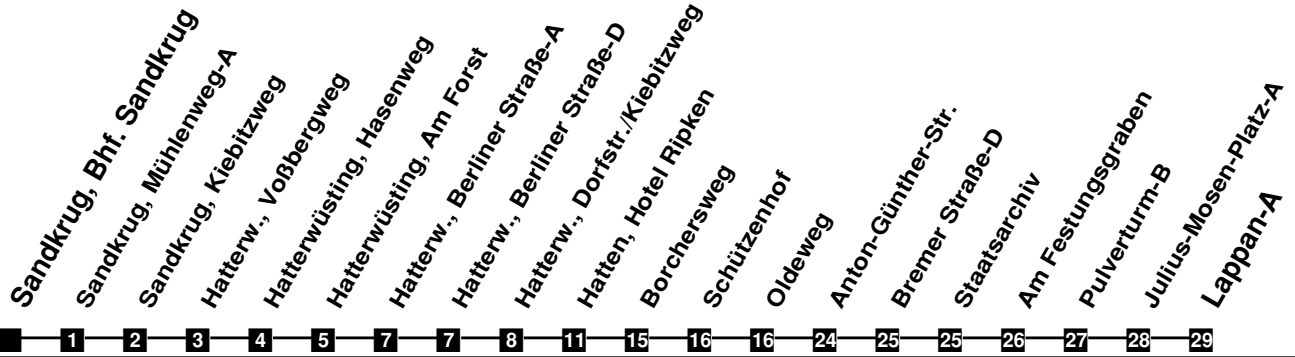 Sandkrug, Bhf. Sandkrug
Sandkrug, Mühlenweg-A
Sandkrug, Kiebitzweg
Hatterw., Voßbergweg
Hatterwüsting, Hasenweg
Hatterwüsting, Am Forst
Hatterw., Berliner Straße-A
Hatterw., Berliner Straße-D
Hatterw., Dorfstr./Kiebitzweg
Hatten, Hotel Ripken
Borchersweg
Schützenhof
Oldeweg
Anton-Günther-Str.
Bremer Straße-D
Staatsarchiv
Am Festungsgraben
Pulverturm-B
Julius-Mosen-Platz-A
Lappan-A
1 2 3 4 5 7 7 8 11 15 16 16 24 25 25 26 27 28 29